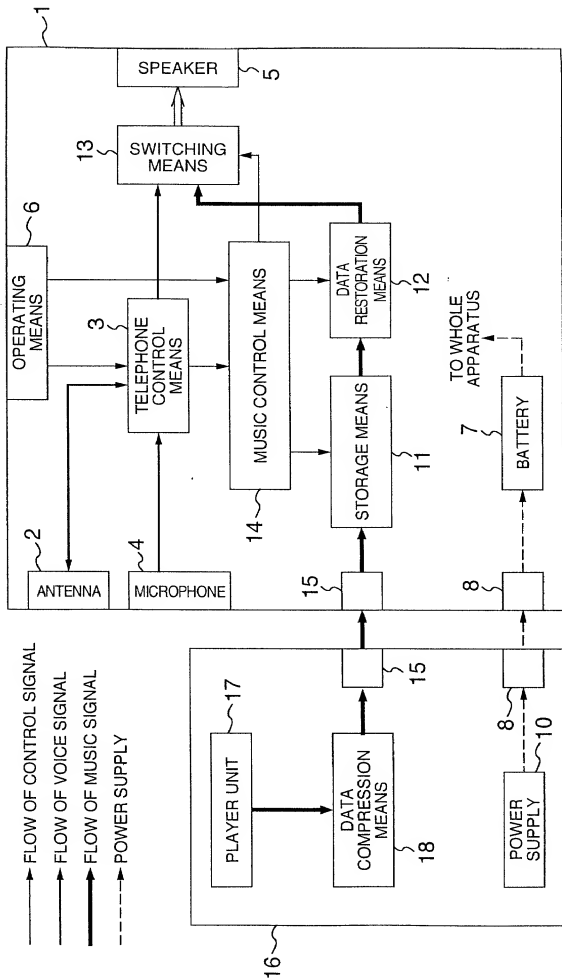 FLOW OF CONTROL SIGNAL
FLOW OF VOICE SIGNAL
FLOW OF MUSIC SIGNAL
POWER SUPPLY
1
2
ANTENNA
4
MICROPHONE
6
OPERATING
MEANS
3
TELEPHONE
CONTROL
MEANS
13
SWITCHING
MEANS
SPEAKER
5
14
MUSIC CONTROL MEANS
15
STORAGE MEANS
11
DATA
RESTORATION
MEANS
12
8
7
BATTERY
TO WHOLE
APPARATUS
16
17
PLAYER UNIT
DATA
COMPRESSION
MEANS
18
15
10
POWER
SUPPLY
8